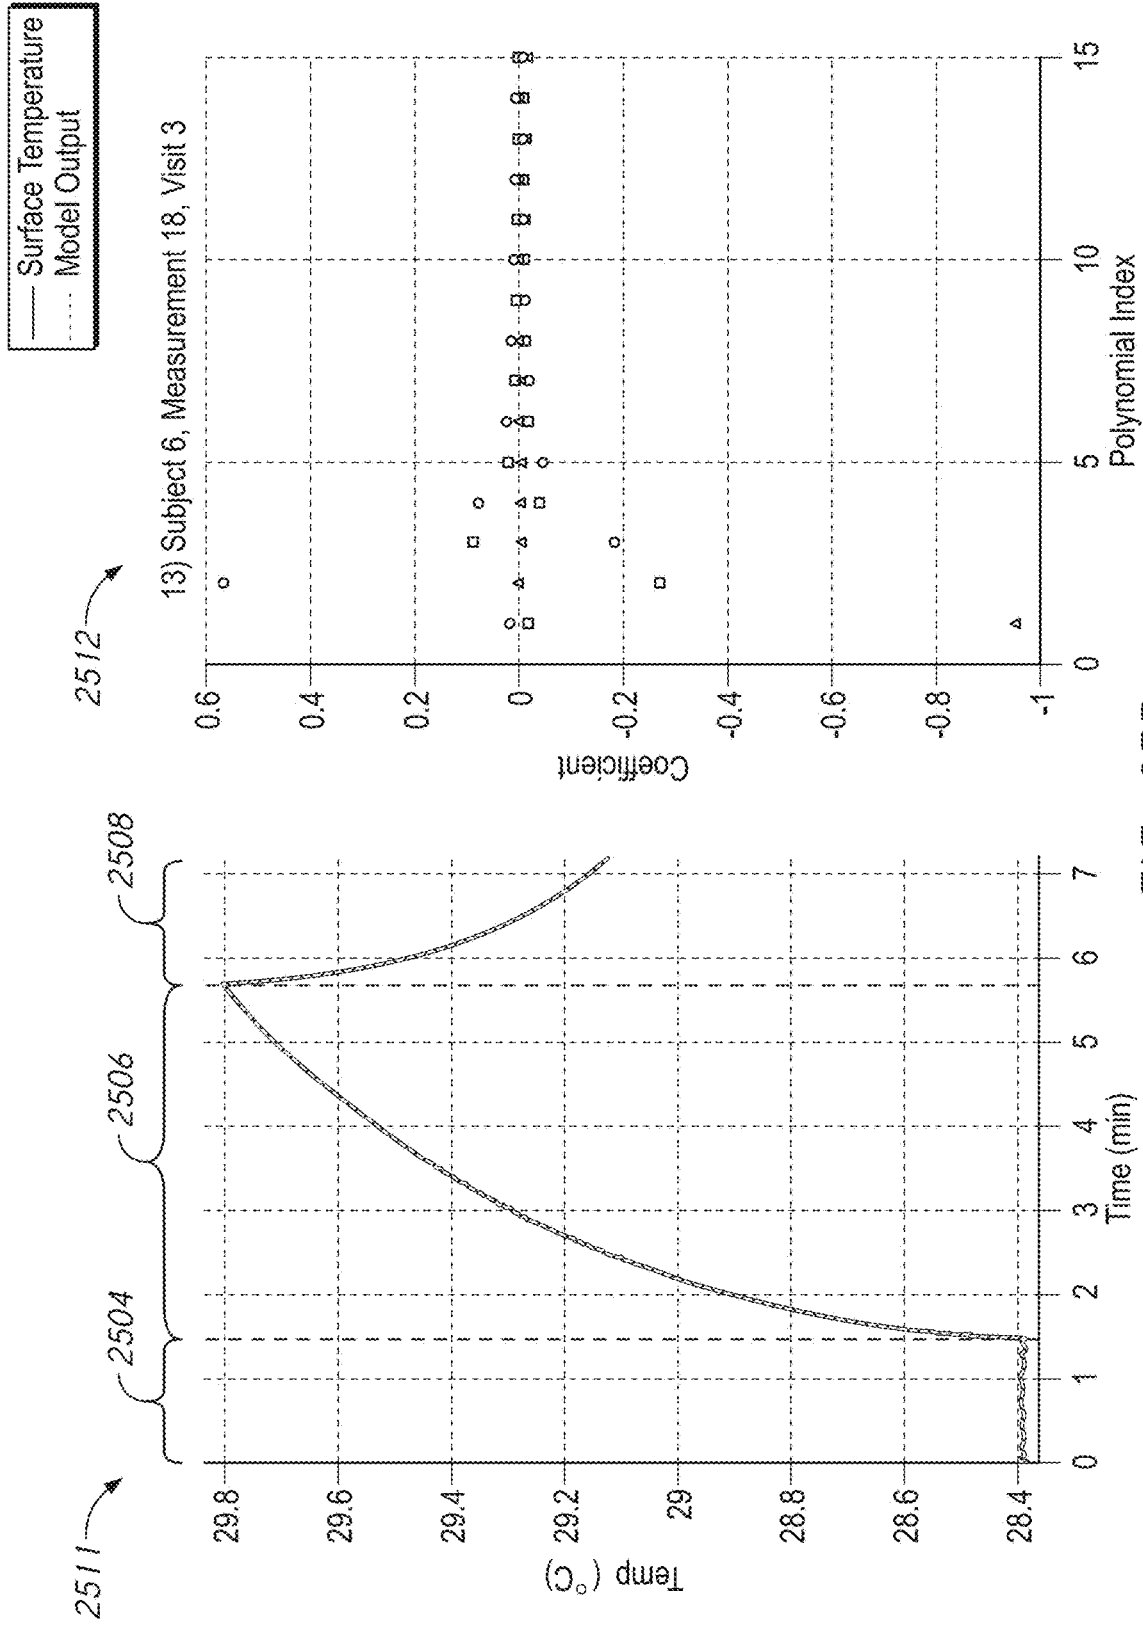 Surface Temperature
Model Output
2511
2504
2506
2508
29.8
29.6
29.4
29.2
29
28.8
28.6
28.4
Temp (°C)
0 1 2 3 4 5 6 7
Time (min)
2512
13) Subject 6, Measurement 18, Visit 3
0.6
0.4
0.2
0
-0.2
-0.4
-0.6
-0.8
-1
Coefficient
0 5 10 15
Polynomial Index